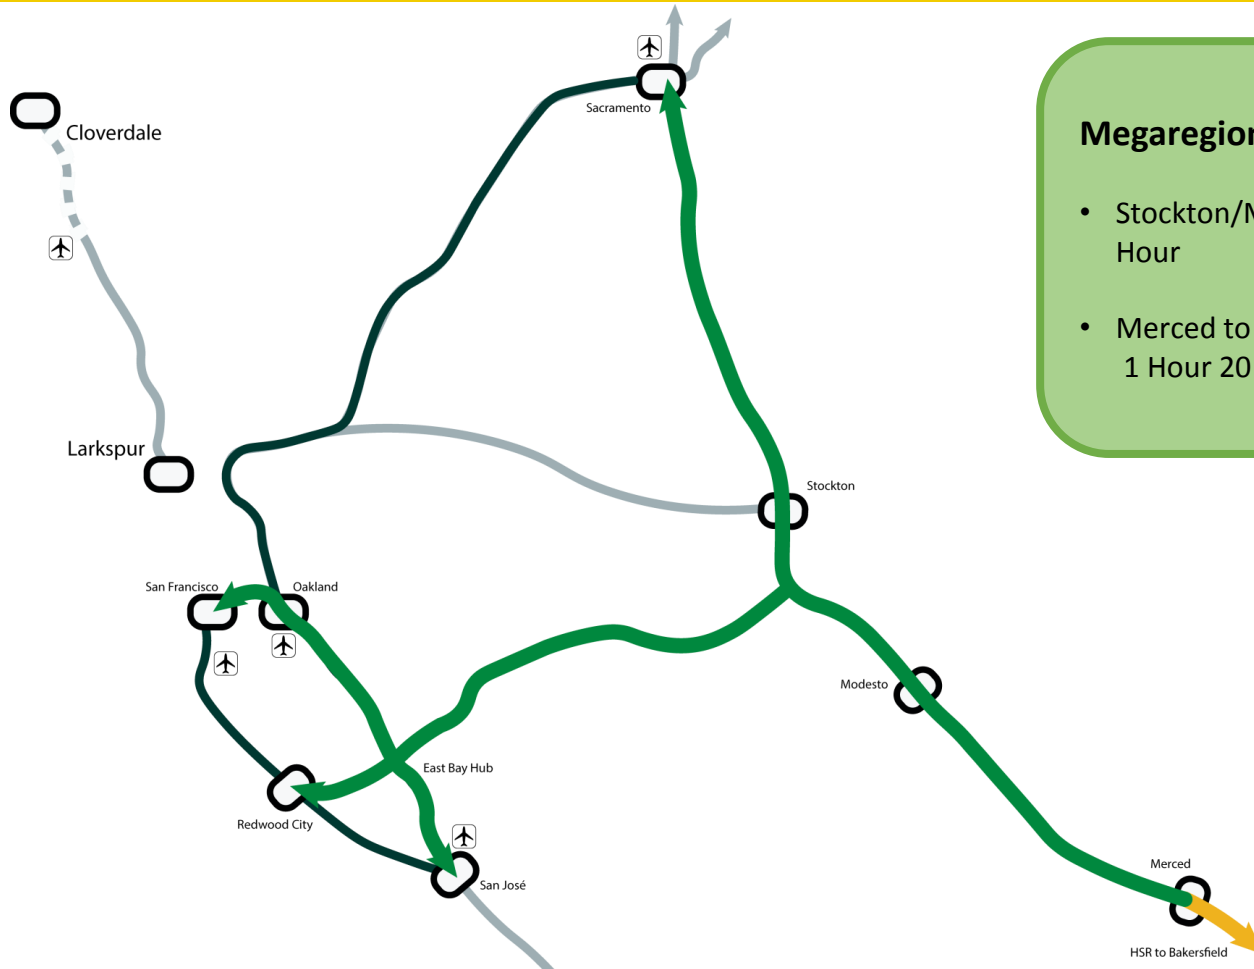 Sacramento
Cloverdale
Megaregion
• Stockton/M
Hour
• Merced to
1 Hour 20
Larkspur
Stockton
San Francisco
Oakland
Modesto
East Bay Hub
Redwood City
San José
Merced
HSR to Bakersfield